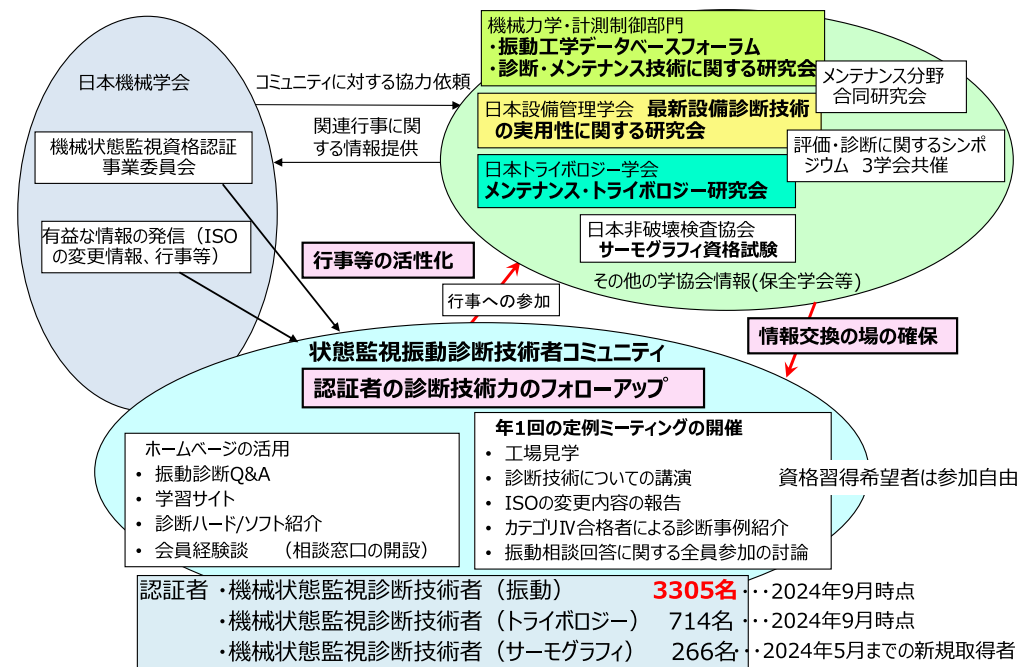 日本機械学会
機械状態監視資格認証
事業委員会
有益な情報の発信（ISO
の変更情報、行事等）
コミュニティに対する協力依頼
関連行事に関
する情報提供
機械力学・計測制御部門
・振動工学データベースフォーラム
・診断・メンテナンス技術に関する研究会
メンテナンス分野
合同研究会
日本設備管理学会 最新設備診断技術
の実用性に関する研究会
評価・診断に関するシンポ
ジウム 3学会共催
日本トライボロジー学会
メンテナンス・トライボロジー研究会
日本非破壊検査協会
サーモグラフィ資格試験
その他の学協会情報(保全学会等)
行事等の活性化
行事への参加
情報交換の場の確保
状態監視振動診断技術者コミュニティ
認証者の診断技術力のフォローアップ
ホームページの活用
• 振動診断Q&A
• 学習サイト
• 診断ハード/ソフト紹介
• 会員経験談 （相談窓口の開設）
年1回の定例ミーティングの開催
• 工場見学
• 診断技術についての講演
• ISOの変更内容の報告
• カテゴリⅣ合格者による診断事例紹介
• 振動相談回答に関する全員参加の討論
資格習得希望者は参加自由
認証者 ・機械状態監視診断技術者（振動） 3305名・・・2024年9月時点
・機械状態監視診断技術者（トライボロジー） 714名・・・2024年9月時点
・機械状態監視診断技術者（サーモグラフィ） 266名・・・2024年5月までの新規取得者